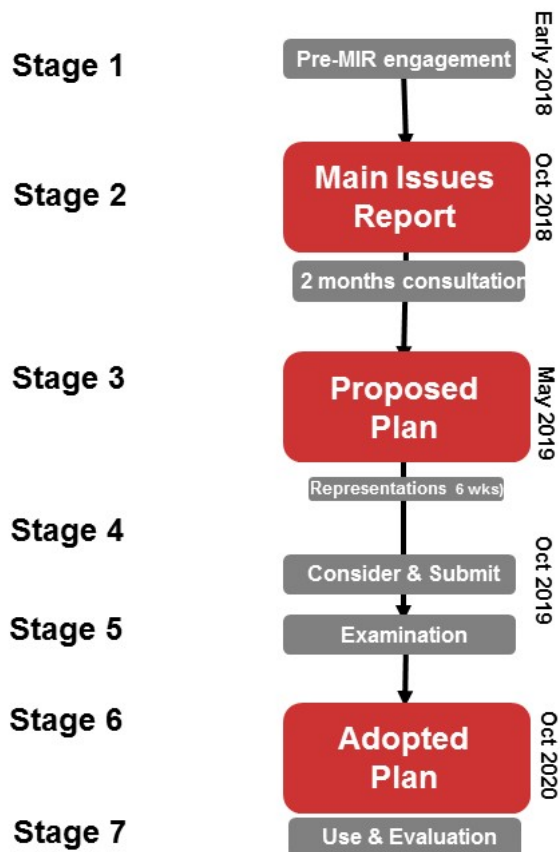 Stage 1
Pre-MIR engagement
Early 2018
Stage 2
Main Issues
Report
Oct 2018
2 months consultation
Stage 3
Proposed
Plan
May 2019
Representations 6 wks)
Stage 4
Consider & Submit
Oct 2019
Stage 5
Examination
Stage 6
Adopted
Plan
Oct 2020
Stage 7
Use & Evaluation